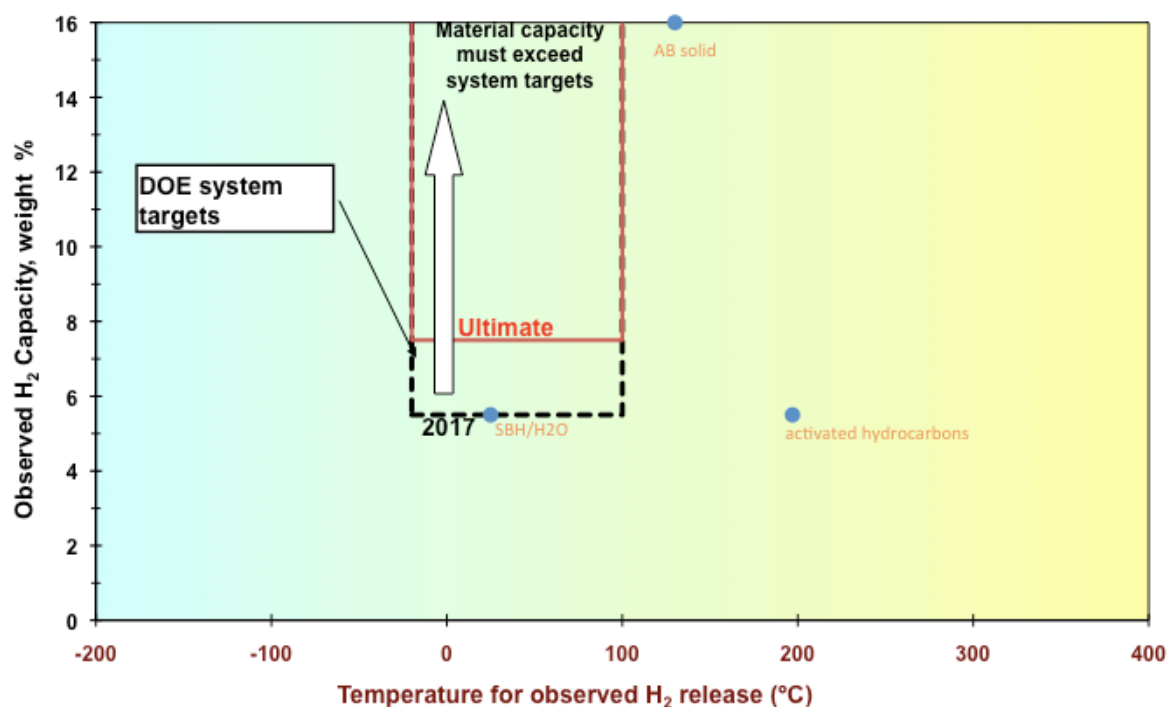 Observed H2 Capacity, weight %
16
14
12
10
8
6
4
2
0
Material capacity
must exceed
system targets
AB solid
DOE system
targets
Ultimate
2017
SBH/H2O
activated hydrocarbons
-200
-100
0
100
200
300
400
Temperature for observed H2 release (ºC)